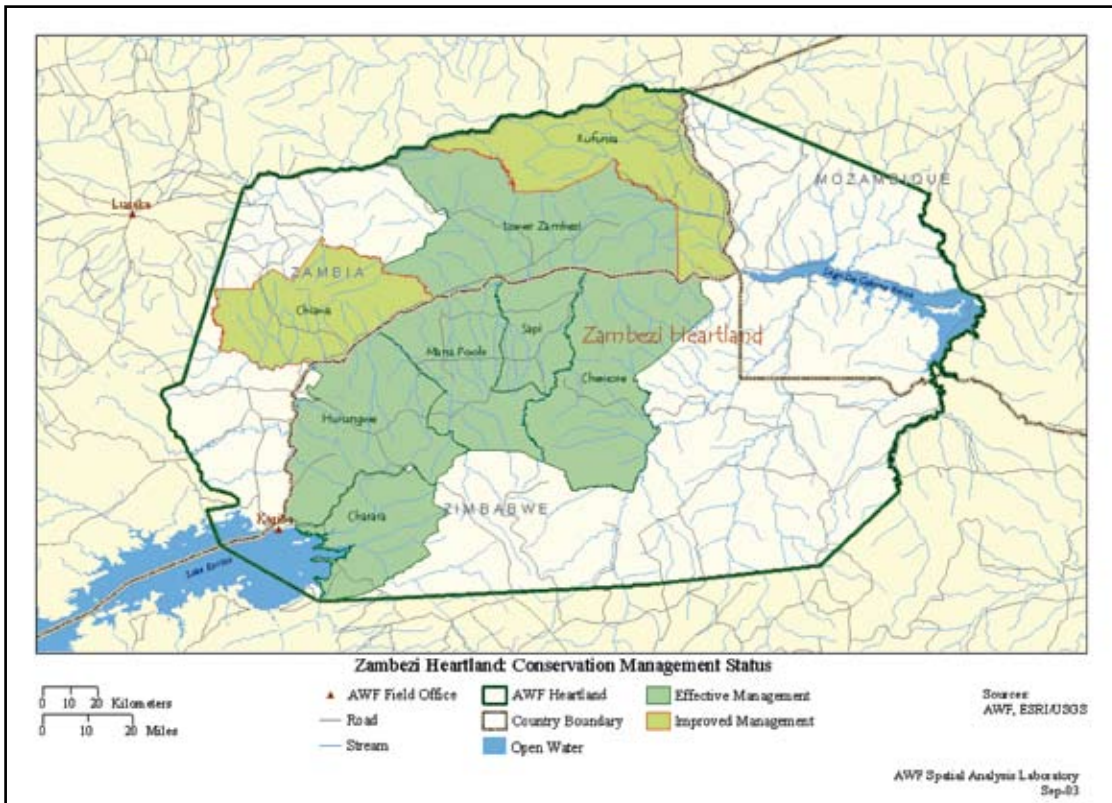 Rufunsa
MOZAMBIQUE
Lusaka
Lower Zambezi
ZAMBIA
Chiawa
Sapi
Zambezi Heartland
Mana Pools
Chewore
Hurungwe
Charara
ZIMBABWE
Kariba
Lake Kariba
Zambezi Heartland: Conservation Management Status
0 10 20 Kilometers
0 10 20 Miles
AWF Field Office
Road
Stream
AWF Heartland
Country Boundary
Open Water
Effective Management
Improved Management
Sources:
AWF, ESRI/USGS
AWF Spatial Analysis Laboratory
Sep-03